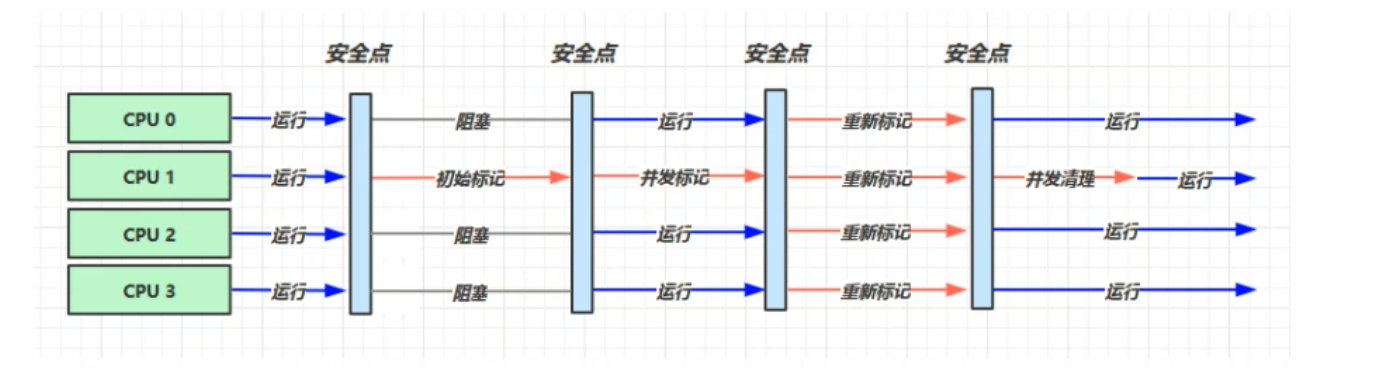 安全点 安全点 安全点 安全点
CPU 0 运行 阻塞 运行 重新标记 运行
CPU 1 运行 初始标记 并发标记 重新标记 并发清理 运行
CPU 2 运行 阻塞 运行 重新标记 运行
CPU 3 运行 阻塞 运行 重新标记 运行